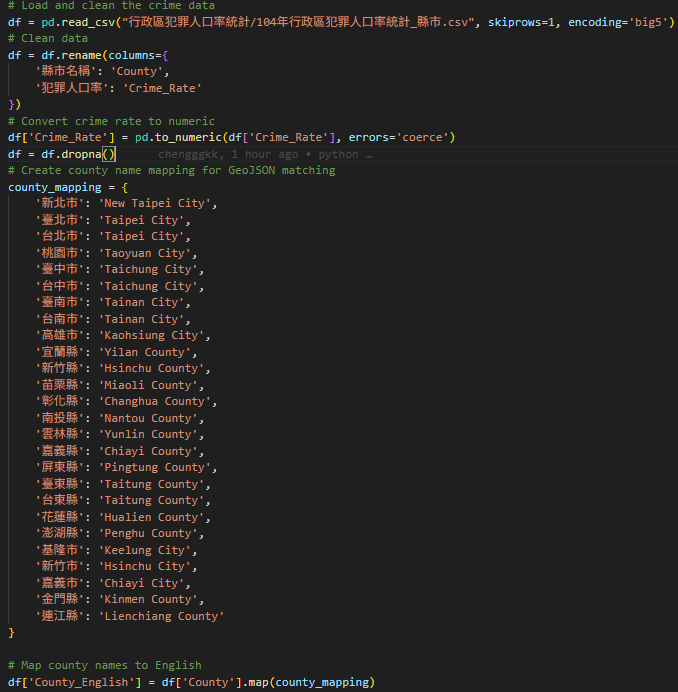 # Load and clean the crime data
df = pd.read_csv("行政區犯罪人口率統計/104年行政區犯罪人口率統計_縣市.csv", skiprows=1, encoding='big5')
# Clean data
df = df.rename(columns={
    '縣市名稱': 'County',
    '犯罪人口率': 'Crime_Rate'
})
# Convert crime rate to numeric
df['Crime_Rate'] = pd.to_numeric(df['Crime_Rate'], errors='coerce')
df = df.dropna() chengggkk, 1 hour ago • python …
# Create county name mapping for GeoJSON matching
county_mapping = {
    '新北市': 'New Taipei City',
    '臺北市': 'Taipei City',
    '台北市': 'Taipei City',
    '桃園市': 'Taoyuan City',
    '臺中市': 'Taichung City',
    '台中市': 'Taichung City',
    '臺南市': 'Tainan City',
    '台南市': 'Tainan City',
    '高雄市': 'Kaohsiung City',
    '宜蘭縣': 'Yilan County',
    '新竹縣': 'Hsinchu County',
    '苗栗縣': 'Miaoli County',
    '彰化縣': 'Changhua County',
    '南投縣': 'Nantou County',
    '雲林縣': 'Yunlin County',
    '嘉義縣': 'Chiayi County',
    '屏東縣': 'Pingtung County',
    '臺東縣': 'Taitung County',
    '台東縣': 'Taitung County',
    '花蓮縣': 'Hualien County',
    '澎湖縣': 'Penghu County',
    '基隆市': 'Keelung City',
    '新竹市': 'Hsinchu City',
    '嘉義市': 'Chiayi City',
    '金門縣': 'Kinmen County',
    '連江縣': 'Lienchiang County'
}
# Map county names to English
df['County_English'] = df['County'].map(county_mapping)